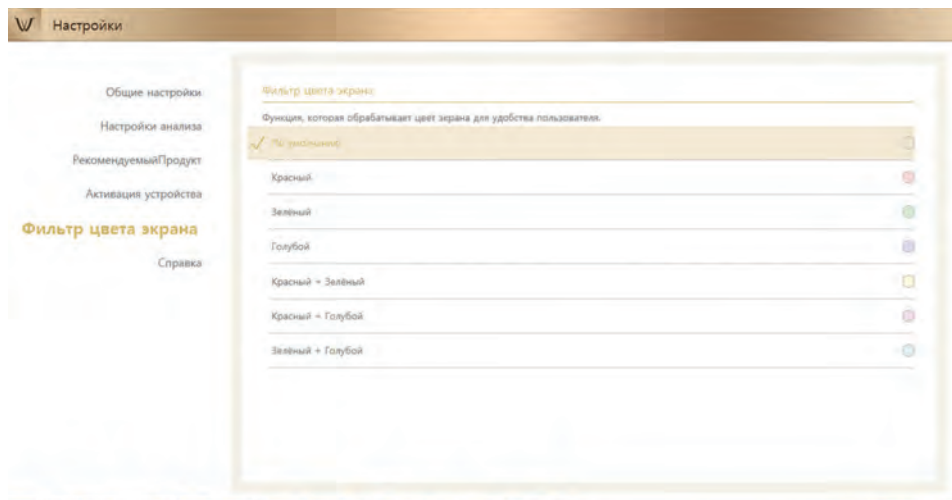 W Настройки
Общие настройки
Настройки анализа
РекомендуемыйПродукт
Активация устройства
Фильтр цвета экрана
Справка
Фильтр цвета экрана
Функция, которая обрабатывает цвет экрана для удобства пользователя.
Красный
Зелёный
Голубой
Красный + Зелёный
Красный + Голубой
Зелёный + Голубой